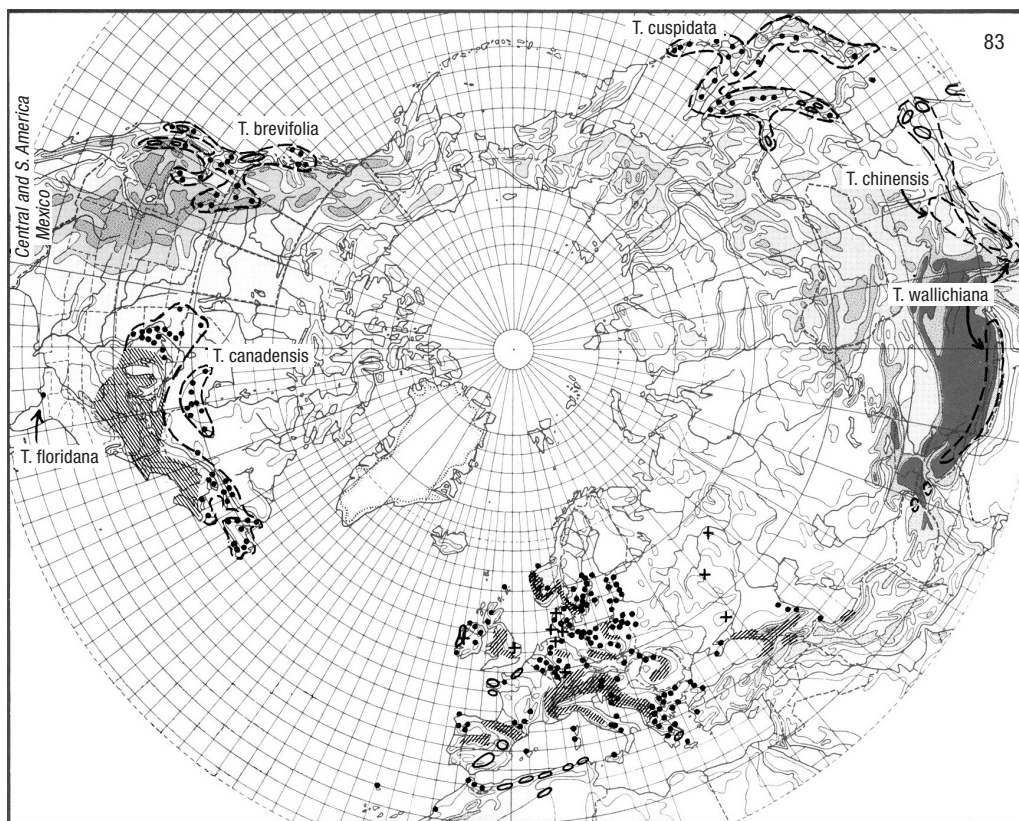 T. cuspidata
83
T. brevifolia
Central and S. America
Mexico
T. chinensis
T. wallichiana
T. canadensis
T. floridana